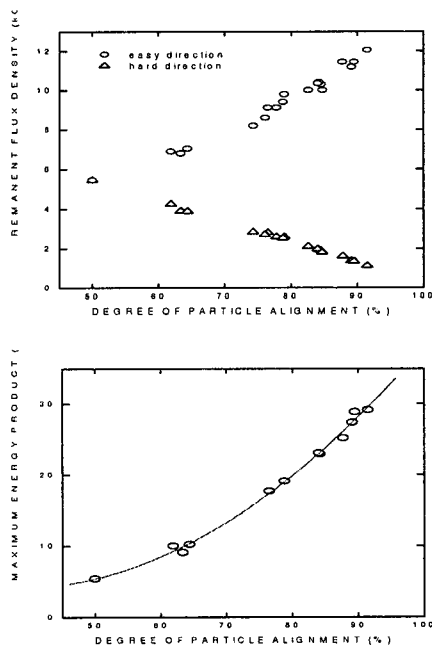 REMANENT FLUX DENSITY (kG
12
10
8
6
4
2
0
easy direction
hard direction
50 60 70 80 90 100
DEGREE OF PARTICLE ALIGNMENT (%)
MAXIMUM ENERGY PRODUCT (
30
20
10
0
50 60 70 80 90 100
DEGREE OF PARTICLE ALIGNMENT (%)